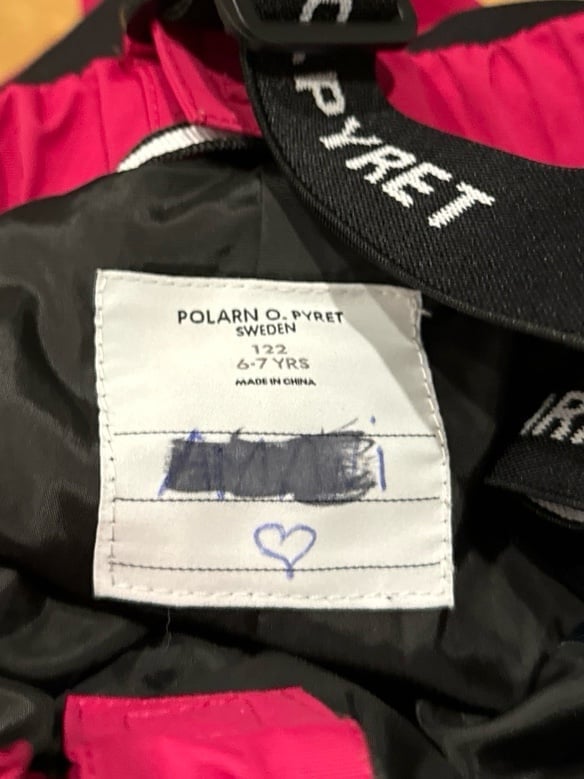 PYRET
POLARN O. PYRET
SWEDEN
122
6-7 YRS
MADE IN CHINA